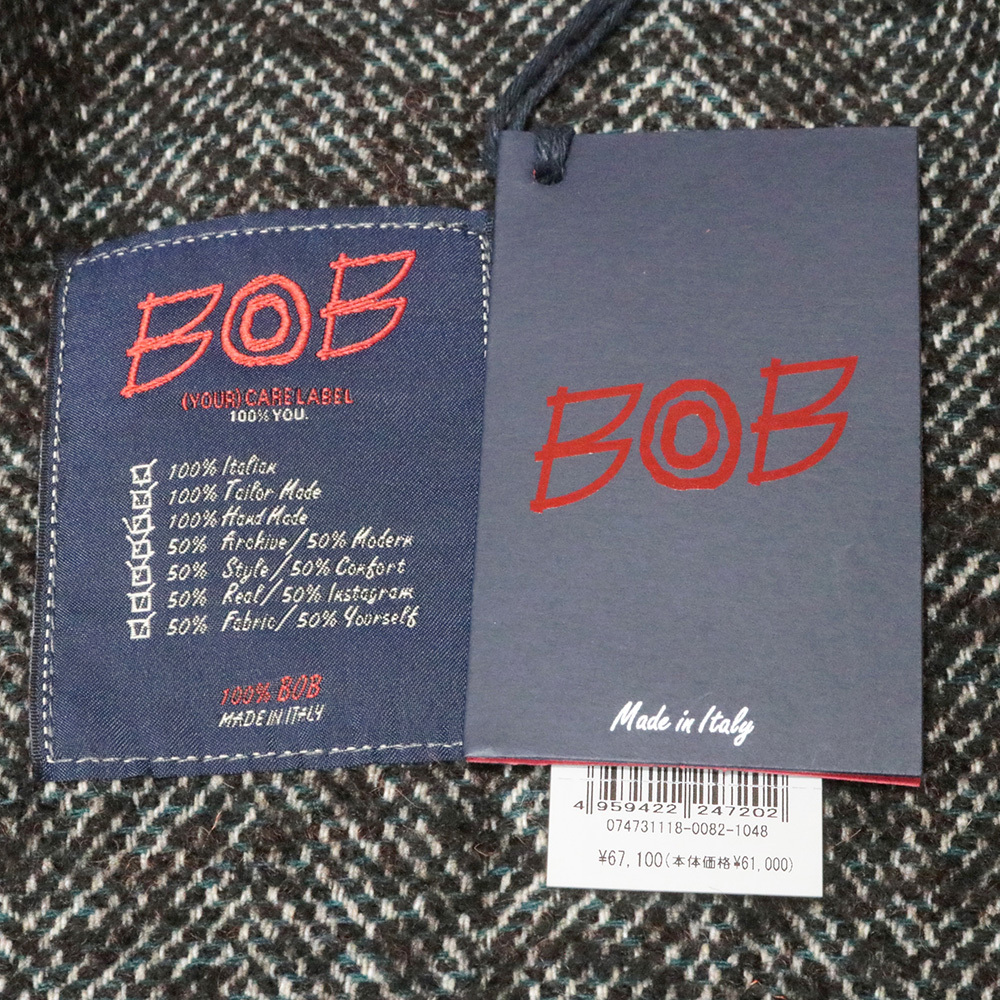 BOB
(YOUR) CARE LABEL
100% YOU.
100% Italian
100% Tailor Made
100% Hand Made
50% Archive/50% Modern
50% Style/50% Confort
50% Real/50% Instagram
50% Fabric/50% Yourself
100% BOB
MADE IN ITALY
BOB
Made in Italy
4 959422 247202
074731118-0082-1048
¥67,100(本体価格¥61,000)